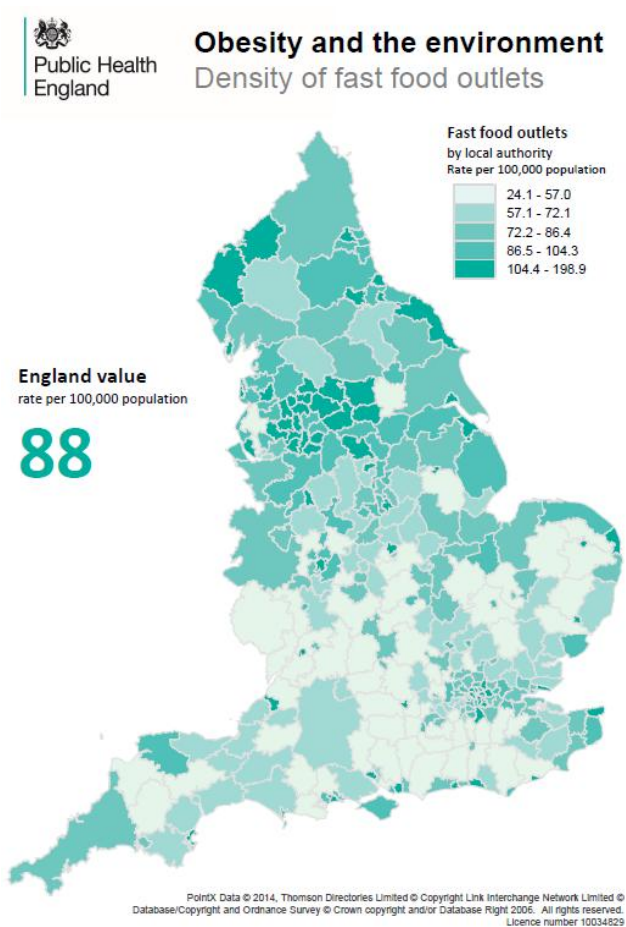 Public Health
England
Obesity and the environment
Density of fast food outlets
Fast food outlets
by local authority
Rate per 100,000 population
24.1 - 57.0
57.1 - 72.1
72.2 - 86.4
86.5 - 104.3
104.4 - 198.9
England value
rate per 100,000 population
88
PointX Data © 2014, Thomson Directories Limited © Copyright Link Interchange Network Limited ©
Database/Copyright and Ordnance Survey © Crown copyright and/or Database Right 2006. All rights reserved.
Licence number 10034829